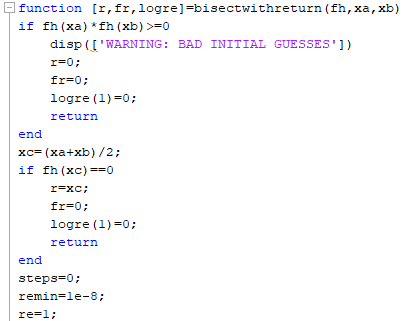 function [r,fr,logre]=bisectwithreturn(fh,xa,xb)
if fh(xa)*fh(xb)>=0
    disp(['WARNING: BAD INITIAL GUESSES'])
    r=0;
    fr=0;
    logre(1)=0;
    return
end
xc=(xa+xb)/2;
if fh(xc)==0
    r=xc;
    fr=0;
    logre(1)=0;
    return
end
steps=0;
remin=1e-8;
re=1;